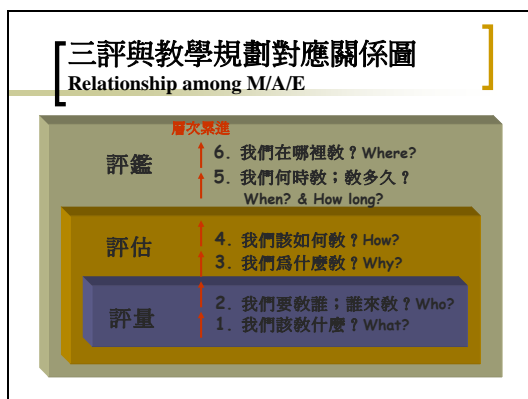 三評與教學規劃對應關係圖
Relationship among M/A/E
層次累進
評鑑
6. 我們在哪裡教？Where?
5. 我們何時教；教多久？
When? & How long?
評估
4. 我們該如何教？How?
3. 我們為什麼教？Why?
評量
2. 我們要教誰；誰來教？Who?
1. 我們該教什麼？What?